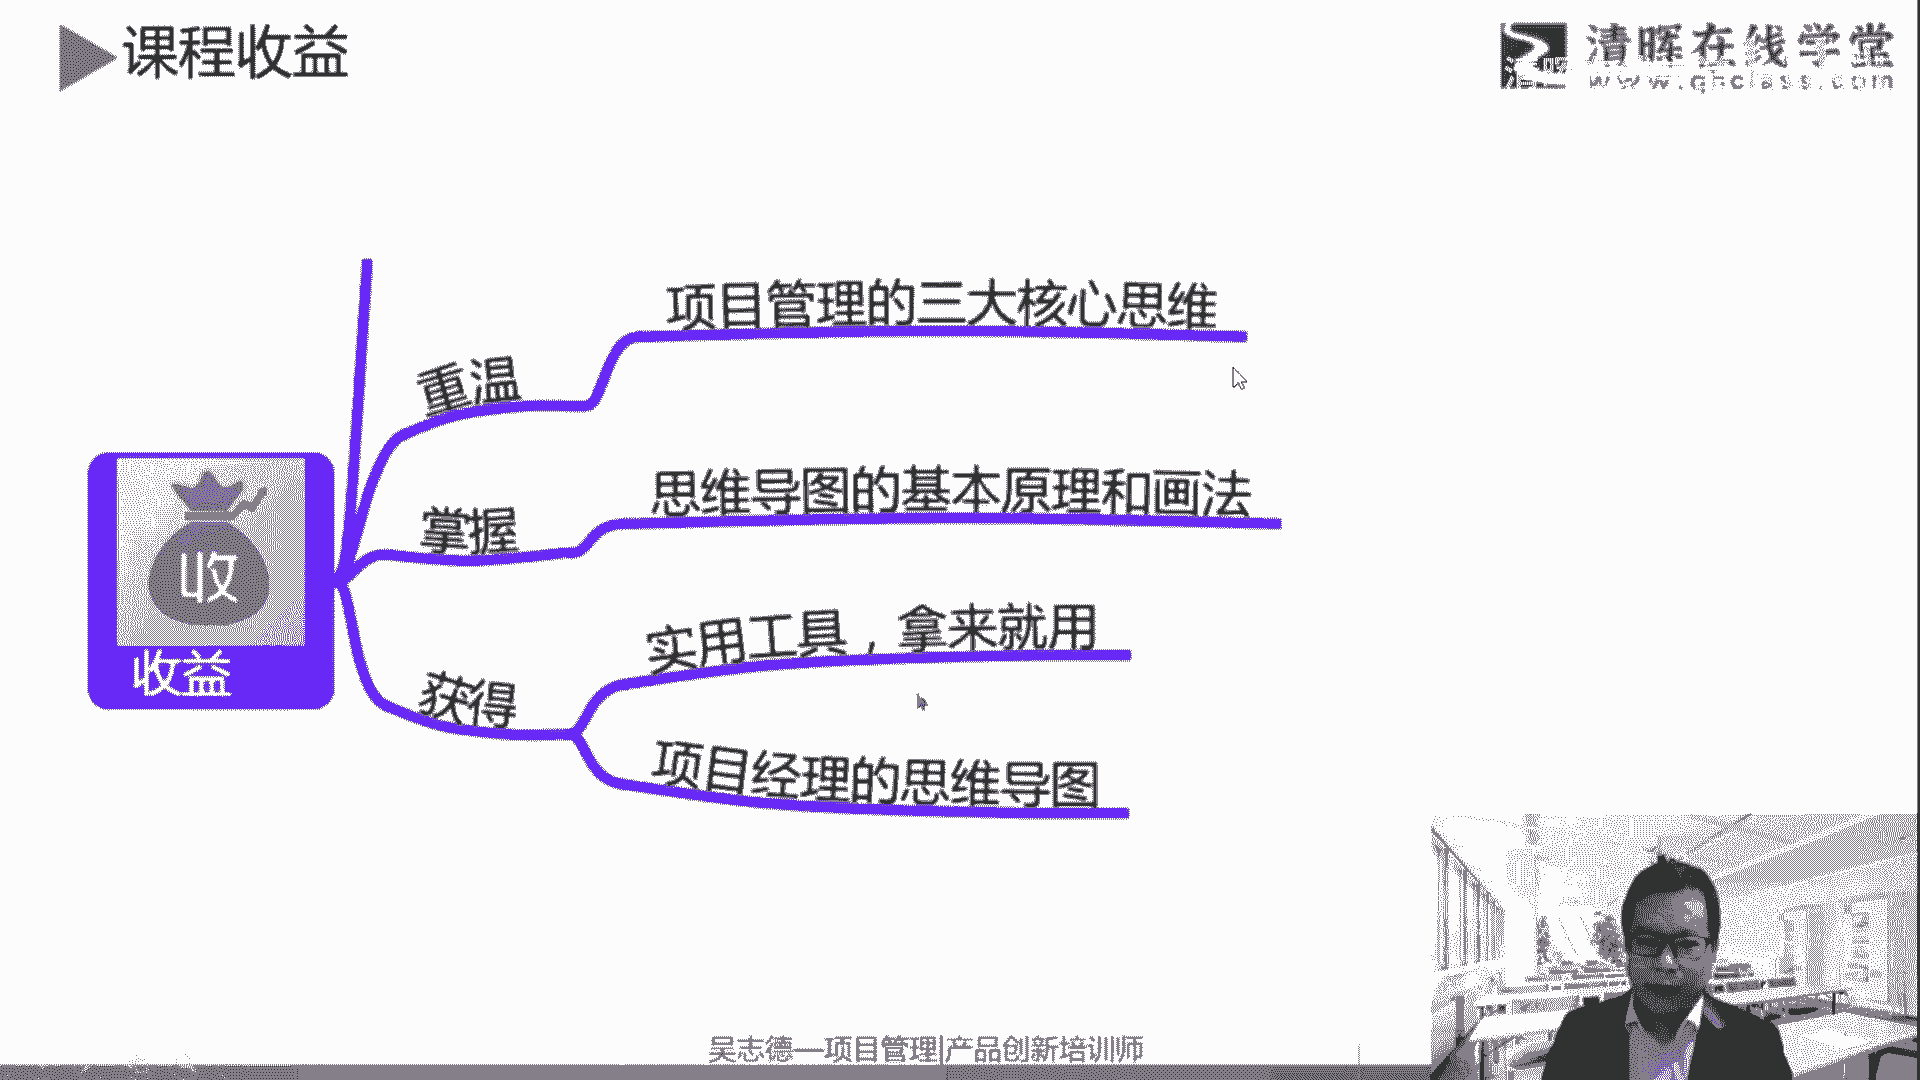 课程收益
清晖在线学堂
www.qhclass.com
项目管理的三大核心思维
重温
思维导图的基本原理和画法
掌握
收
收益
实用工具，拿来就用
获得
项目经理的思维导图
吴志德—项目管理|产品创新培训师